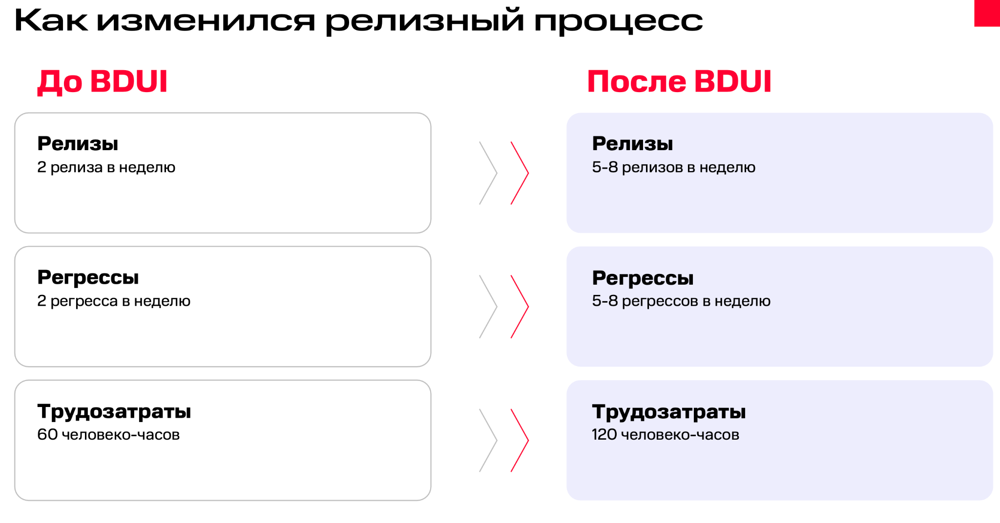 Как изменился релизный процесс
До BDUI
После BDUI
Релизы
2 релиза в неделю
Релизы
5-8 релизов в неделю
Регрессы
2 регресса в неделю
Регрессы
5-8 регрессов в неделю
Трудозатраты
60 человеко-часов
Трудозатраты
120 человеко-часов